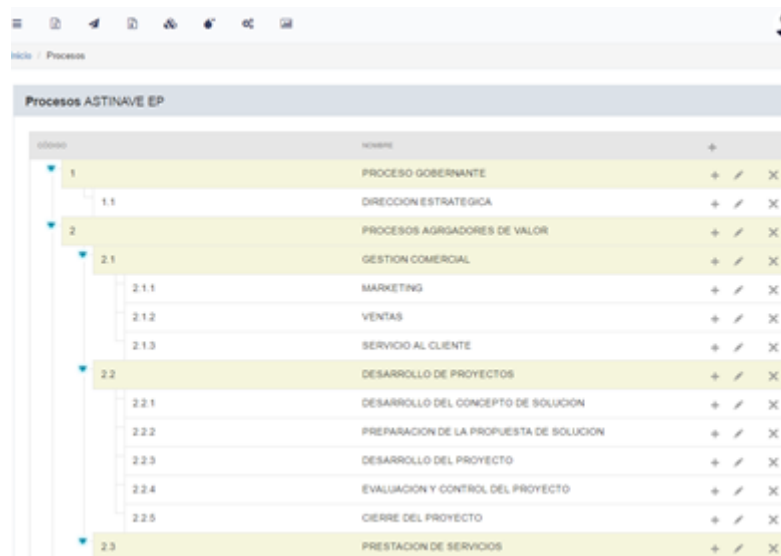 Inicio / Procesos
Procesos ASTINAVE EP
CÓDIGO NOMBRE
1 PROCESO GOBERNANTE
1.1 DIRECCION ESTRATEGICA
2 PROCESOS AGRGADORES DE VALOR
2.1 GESTION COMERCIAL
2.1.1 MARKETING
2.1.2 VENTAS
2.1.3 SERVICIO AL CLIENTE
2.2 DESARROLLO DE PROYECTOS
2.2.1 DESARROLLO DEL CONCEPTO DE SOLUCION
2.2.2 PREPARACION DE LA PROPUESTA DE SOLUCION
2.2.3 DESARROLLO DEL PROYECTO
2.2.4 EVALUACION Y CONTROL DEL PROYECTO
2.2.5 CIERRE DEL PROYECTO
2.3 PRESTACION DE SERVICIOS